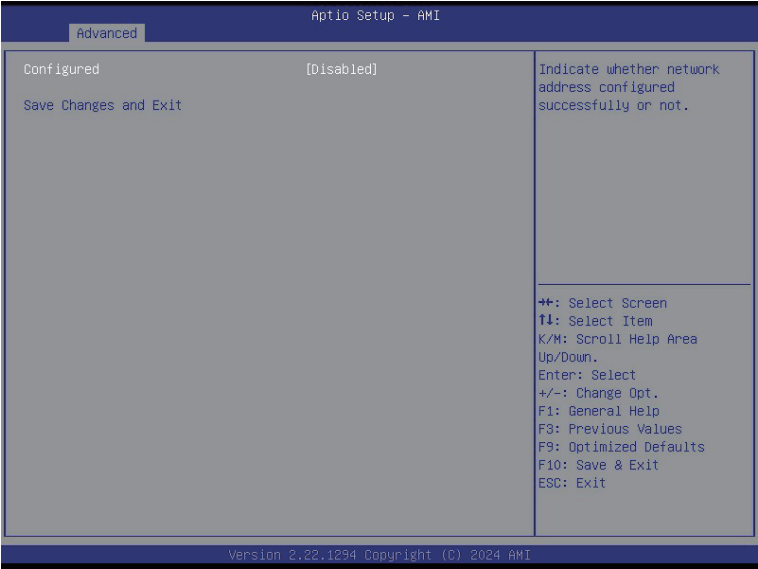 Aptio Setup – AMI
Advanced
Configured [Disabled]
Save Changes and Exit
Indicate whether network
address configured
successfully or not.
→←: Select Screen
↑↓: Select Item
K/M: Scroll Help Area
Up/Down.
Enter: Select
+/-: Change Opt.
F1: General Help
F3: Previous Values
F9: Optimized Defaults
F10: Save & Exit
ESC: Exit
Version 2.22.1294 Copyright (C) 2024 AMI